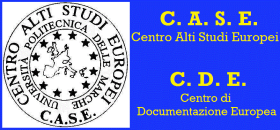 CENTRO ALTI STUDI EUROPEI
UNIVERSITÀ POLITECNICA DELLE MARCHE
C.A.S.E.
C. A. S. E.
Centro Alti Studi Europei
C. D. E.
Centro di
Documentazione Europea